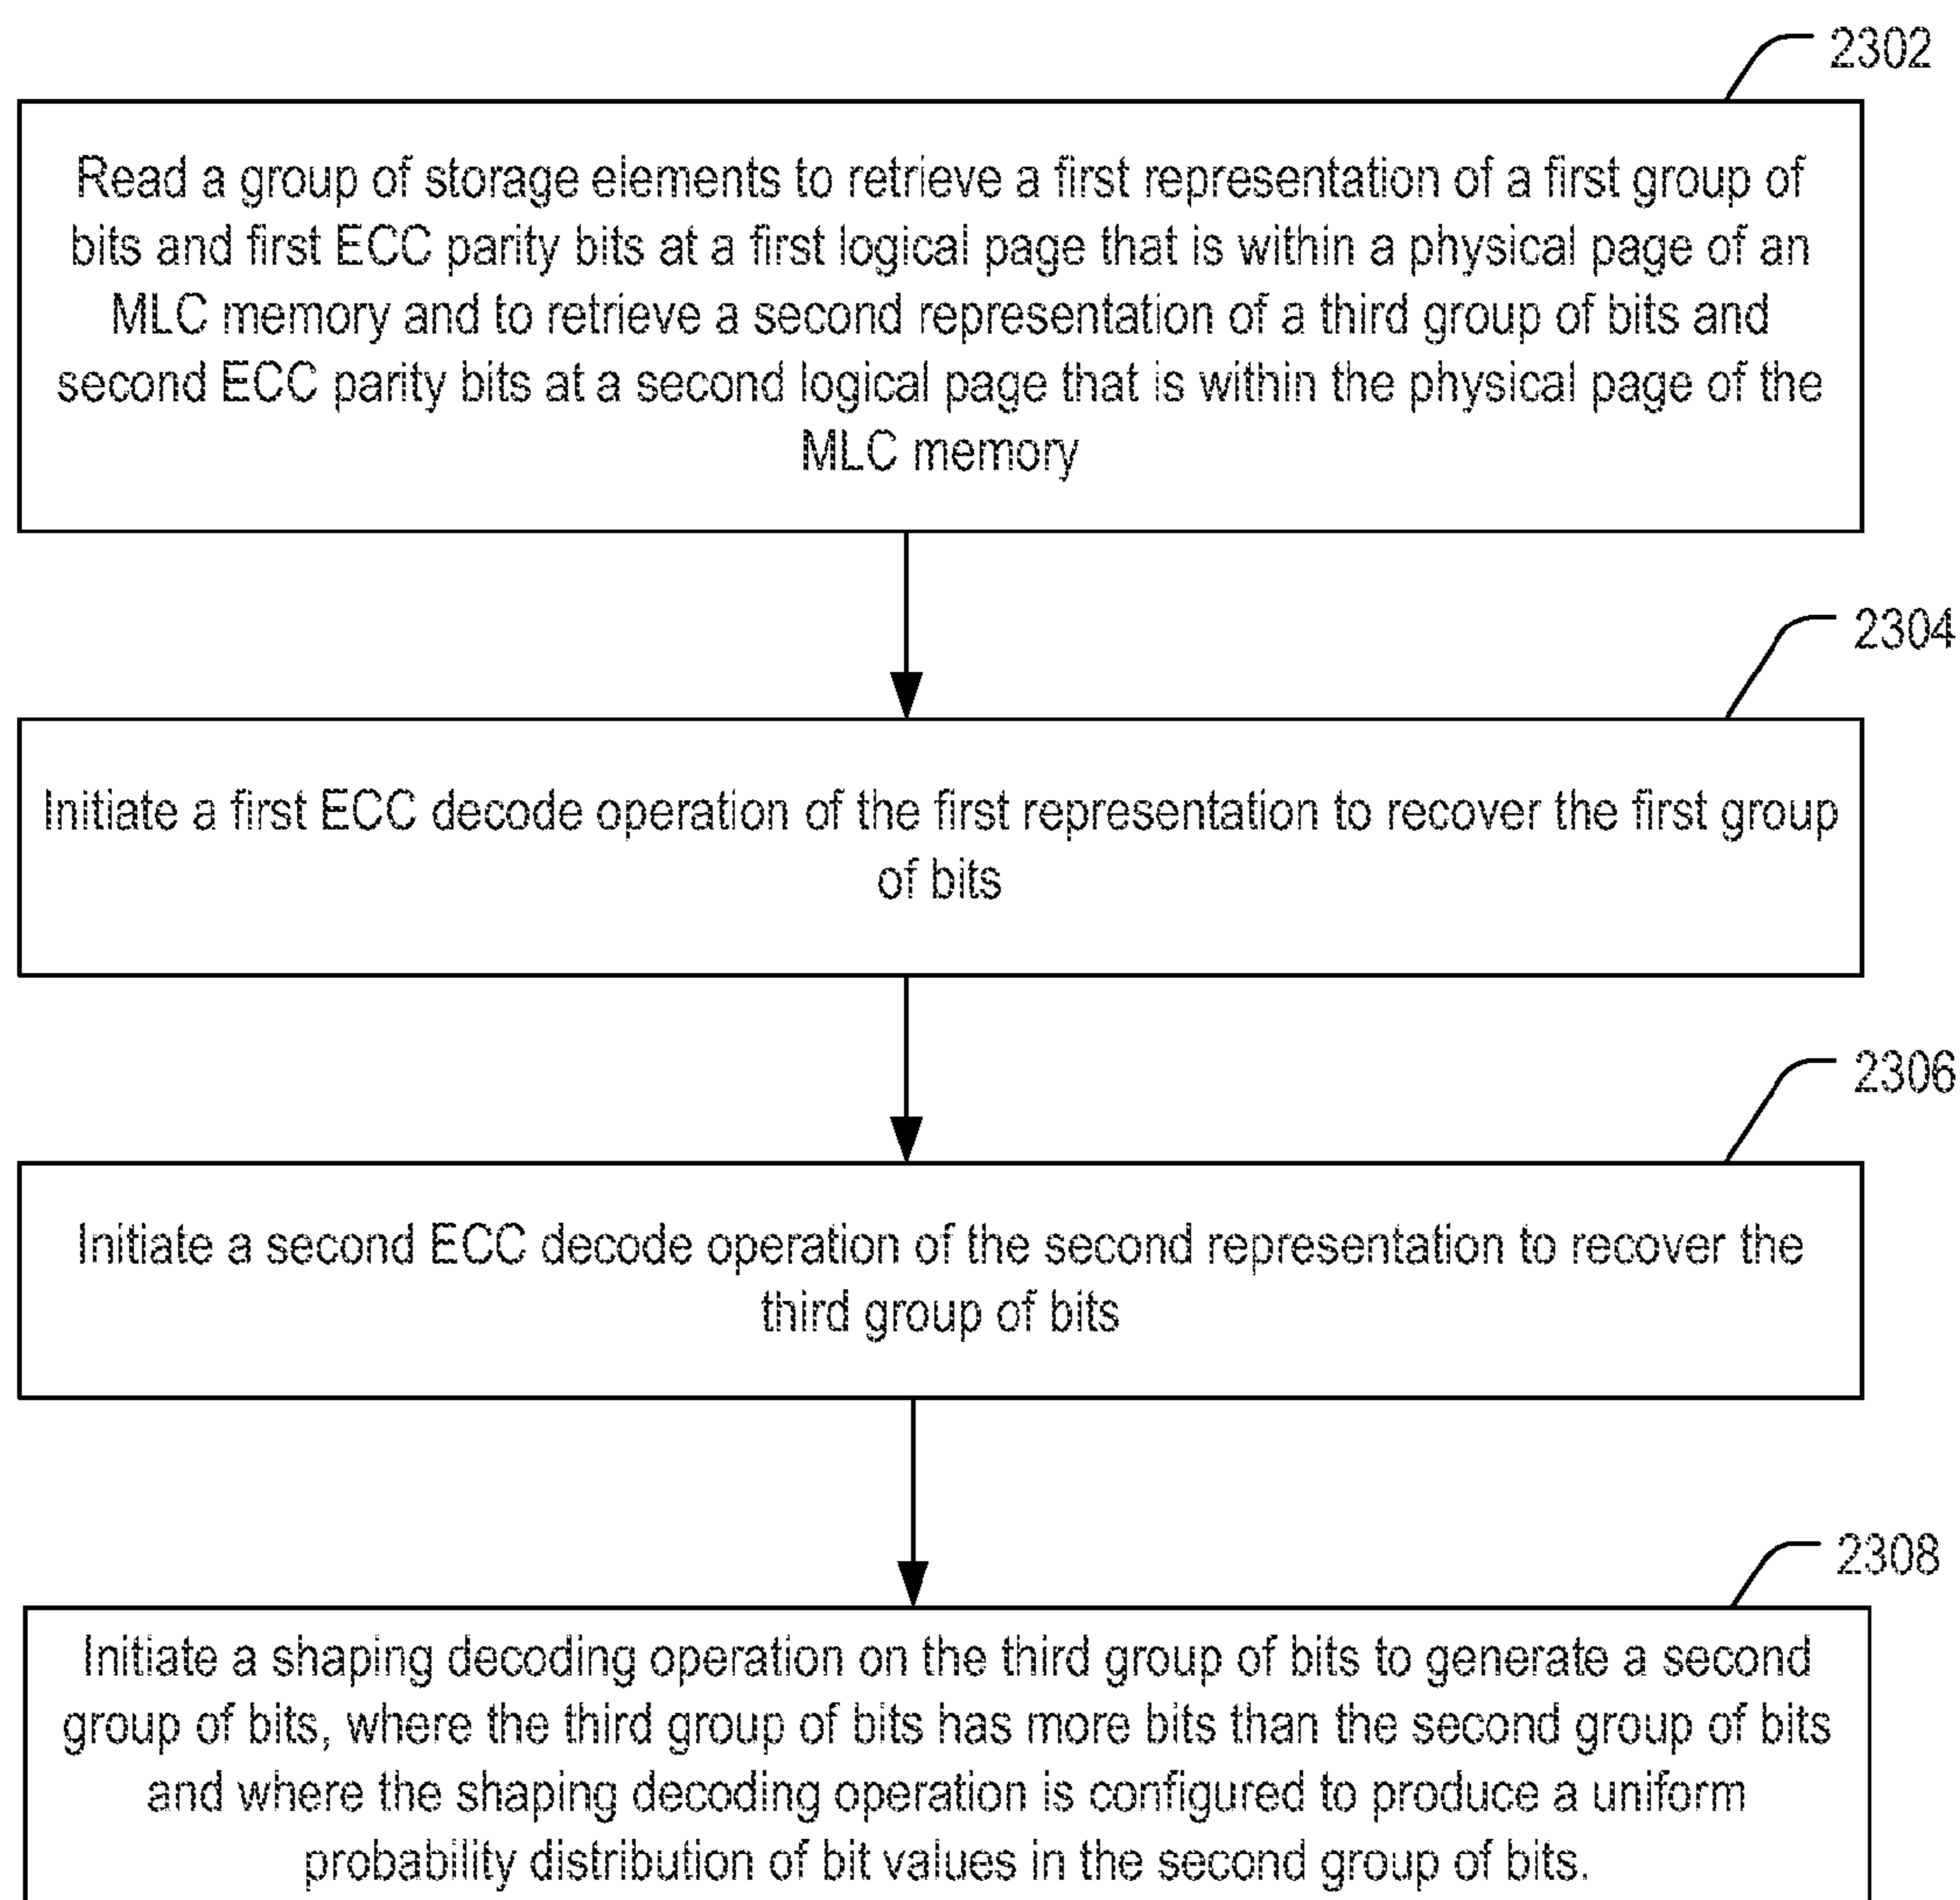 2302
Read a group of storage elements to retrieve a first representation of a first group of
bits and first ECC parity bits at a first logical page that is within a physical page of an
MLC memory and to retrieve a second representation of a third group of bits and
second ECC parity bits at a second logical page that is within the physical page of the
MLC memory
2304
Initiate a first ECC decode operation of the first representation to recover the first group
of bits
2306
Initiate a second ECC decode operation of the second representation to recover the
third group of bits
2308
Initiate a shaping decoding operation on the third group of bits to generate a second
group of bits, where the third group of bits has more bits than the second group of bits
and where the shaping decoding operation is configured to produce a uniform
probability distribution of bit values in the second group of bits.